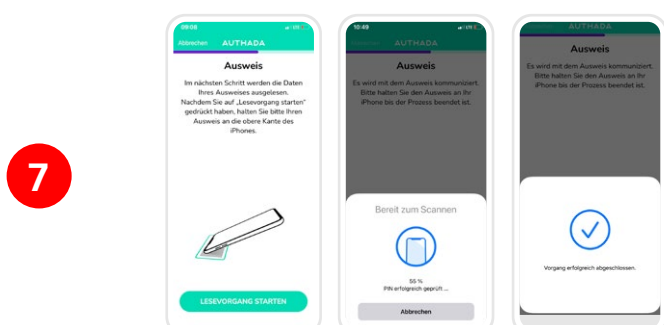 7
09:09
LTE
Abbrechen AUTHADA
Ausweis
Im nächsten Schritt werden die Daten
Ihres Ausweises ausgelesen.
Nachdem Sie auf „Lesevorgang starten"
gedrückt haben, halten Sie bitte Ihren
Ausweis an die obere Kante des
iPhones.
LESEVORGANG STARTEN
10:49
LTE
AUTHADA
Ausweis
Es wird mit dem Ausweis kommuniziert.
Bitte halten Sie den Ausweis an Ihr
iPhone bis der Prozess beendet ist.
Bereit zum Scannen
55 %
PIN erfolgreich geprüft ...
Abbrechen
AUTHADA
Ausweis
Es wird mit dem Ausweis kommuniziert.
Bitte halten Sie den Ausweis an Ihr
iPhone bis der Prozess beendet ist.
Vorgang erfolgreich abgeschlossen.